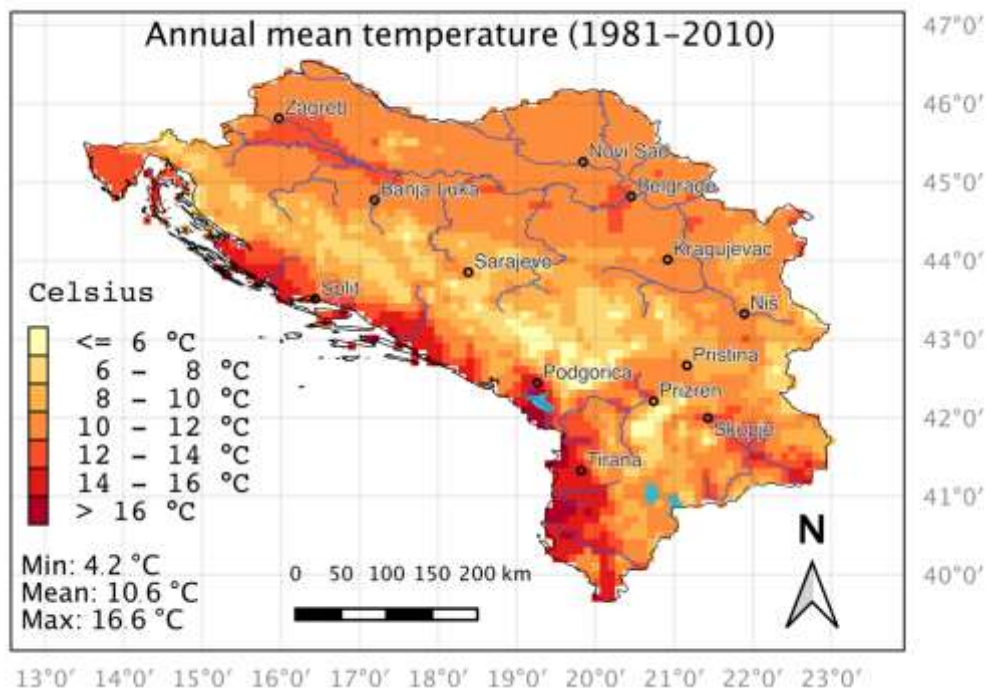 Annual mean temperature (1981–2010)
47°0′
46°0′
45°0′
44°0′
43°0′
42°0′
41°0′
40°0′
Zagreb
Novi Sad
Belgrade
Banja Luka
Kragujevac
Sarajevo
Split
Niš
Pristina
Podgorica
Prizren
Skopje
Tirana
Celsius
<= 6 °C
6 – 8 °C
8 – 10 °C
10 – 12 °C
12 – 14 °C
14 – 16 °C
> 16 °C
Min: 4.2 °C
Mean: 10.6 °C
Max: 16.6 °C
0 50 100 150 200 km
N
13°0′ 14°0′ 15°0′ 16°0′ 17°0′ 18°0′ 19°0′ 20°0′ 21°0′ 22°0′ 23°0′